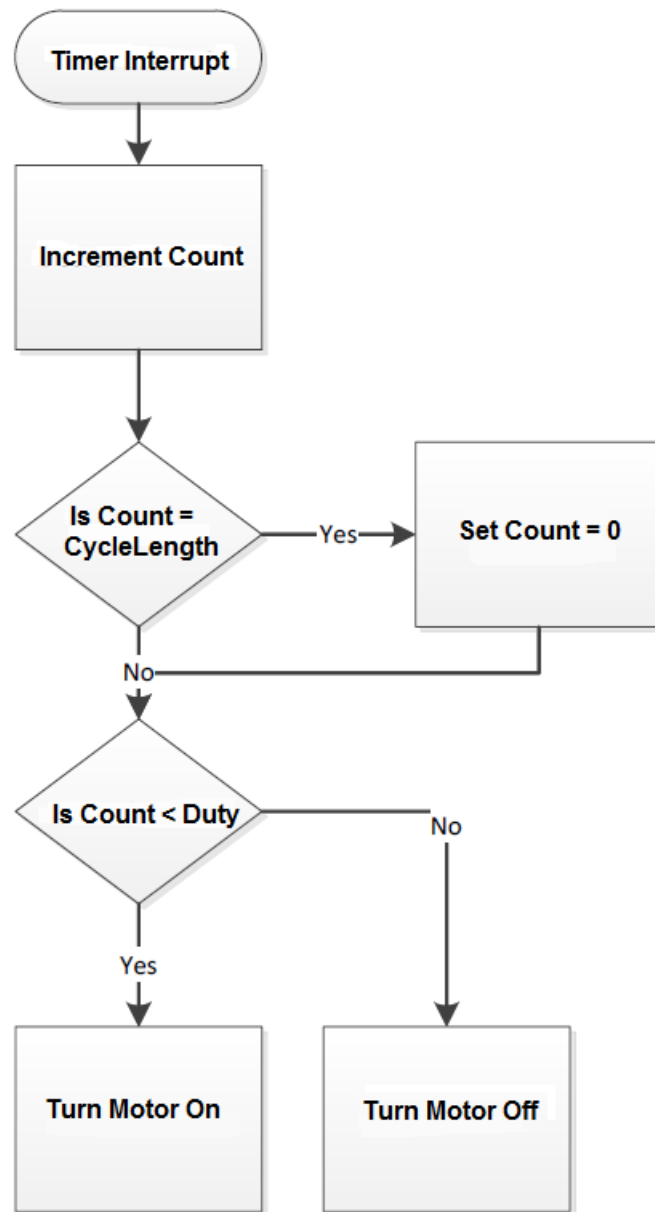 Timer Interrupt
Increment Count
Is Count =
CycleLength
Yes
Set Count = 0
No
Is Count < Duty
No
Yes
Turn Motor On
Turn Motor Off